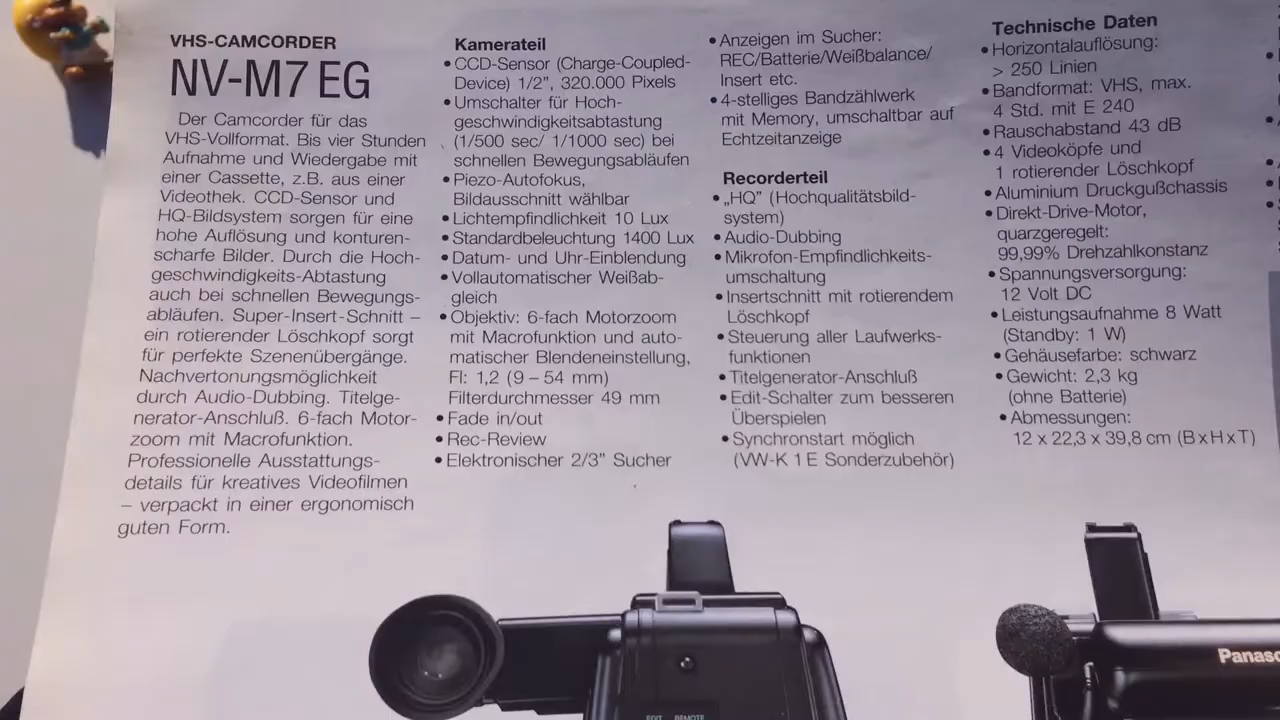 VHS-CAMCORDER
NV-M7 EG
Der Camcorder für das
VHS-Vollformat. Bis vier Stunden
Aufnahme und Wiedergabe mit
einer Cassette, z.B. aus einer
Videothek. CCD-Sensor und
HQ-Bildsystem sorgen für eine
hohe Auflösung und konturen-
scharfe Bilder. Durch die Hoch-
geschwindigkeits-Abtastung
auch bei schnellen Bewegungs-
abläufen. Super-Insert-Schnitt –
ein rotierender Löschkopf sorgt
für perfekte Szenenübergänge.
Nachvertonungsmöglichkeit
durch Audio-Dubbing. Titelge-
nerator-Anschluß. 6-fach Motor-
zoom mit Macrofunktion.
Professionelle Ausstattungs-
details für kreatives Videofilmen
– verpackt in einer ergonomisch
guten Form.
Kamerateil
• CCD-Sensor (Charge-Coupled-
Device) 1/2", 320.000 Pixels
• Umschalter für Hoch-
geschwindigkeitsabtastung
(1/500 sec/ 1/1000 sec) bei
schnellen Bewegungsabläufen
• Piezo-Autofokus,
Bildausschnitt wählbar
• Lichtempfindlichkeit 10 Lux
• Standardbeleuchtung 1400 Lux
• Datum- und Uhr-Einblendung
• Vollautomatischer Weißab-
gleich
• Objektiv: 6-fach Motorzoom
mit Macrofunktion und auto-
matischer Blendeneinstellung,
Fl: 1,2 (9 – 54 mm)
Filterdurchmesser 49 mm
• Fade in/out
• Rec-Review
• Elektronischer 2/3" Sucher
• Anzeigen im Sucher:
REC/Batterie/Weißbalance/
Insert etc.
• 4-stelliges Bandzählwerk
mit Memory, umschaltbar auf
Echtzeitanzeige
Recorderteil
• „HQ" (Hochqualitätsbild-
system)
• Audio-Dubbing
• Mikrofon-Empfindlichkeits-
umschaltung
• Insertschnitt mit rotierendem
Löschkopf
• Steuerung aller Laufwerks-
funktionen
• Titelgenerator-Anschluß
• Edit-Schalter zum besseren
Überspielen
• Synchronstart möglich
(VW-K 1 E Sonderzubehör)
Technische Daten
• Horizontalauflösung:
> 250 Linien
• Bandformat: VHS, max.
4 Std. mit E 240
• Rauschabstand 43 dB
• 4 Videoköpfe und
1 rotierender Löschkopf
• Aluminium Druckgußchassis
• Direkt-Drive-Motor,
quarzgeregelt:
99,99% Drehzahlkonstanz
• Spannungsversorgung:
12 Volt DC
• Leistungsaufnahme 8 Watt
(Standby: 1 W)
• Gehäusefarbe: schwarz
• Gewicht: 2,3 kg
(ohne Batterie)
• Abmessungen:
12 x 22,3 x 39,8 cm (B x H x T)
EDIT REMOTE
Panaso